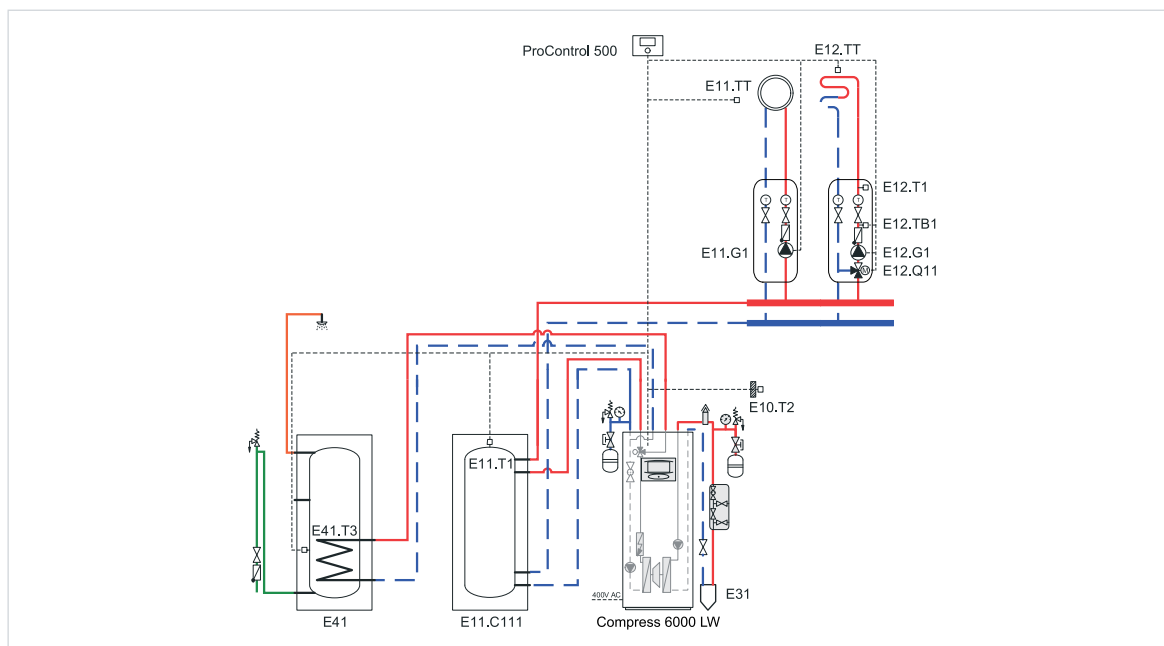 ProControl 500
E12.TT
E11.TT
T
T
T
T
E12.T1
E12.TB1
E11.G1
E12.G1
M
E12.Q11
E10.T2
E11.T1
E41.T3
400V AC
E31
E41
E11.C111
Compress 6000 LW